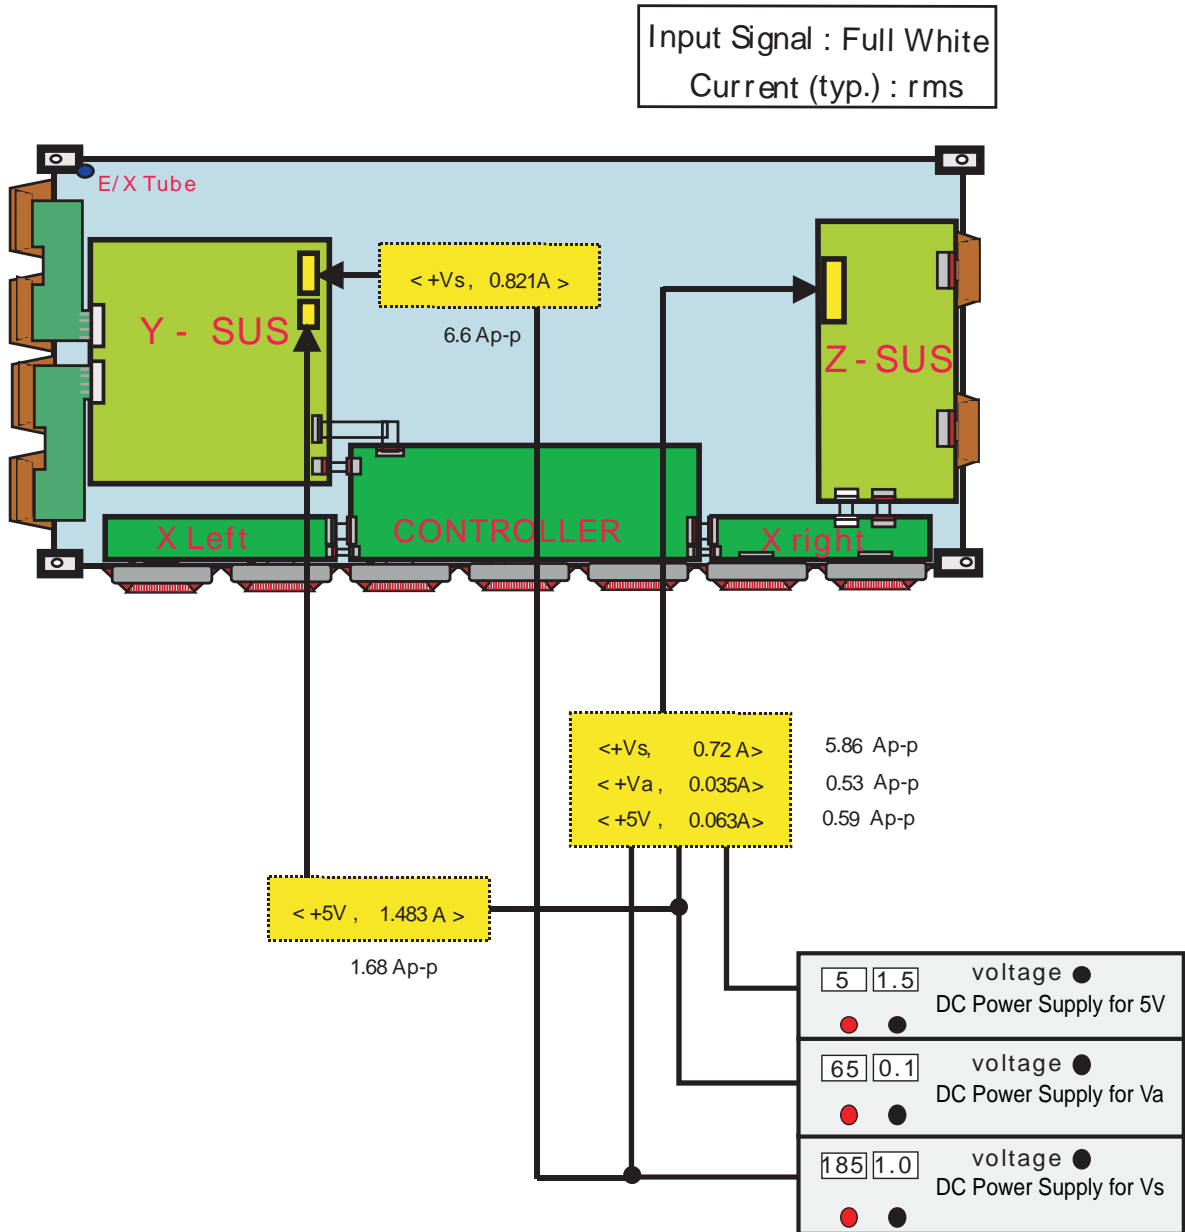 Input Signal : Full White
Current (typ.) : rms
E/X Tube
< +Vs, 0.821A >
6.6 Ap-p
Y - SUS
Z - SUS
X Left
CONTROLLER
X right
<+Vs, 0.72 A> 5.86 Ap-p
< +Va , 0.035A> 0.53 Ap-p
< +5V , 0.063A> 0.59 Ap-p
< +5V , 1.483 A >
1.68 Ap-p
5 1.5 voltage
DC Power Supply for 5V
65 0.1 voltage
DC Power Supply for Va
185 1.0 voltage
DC Power Supply for Vs